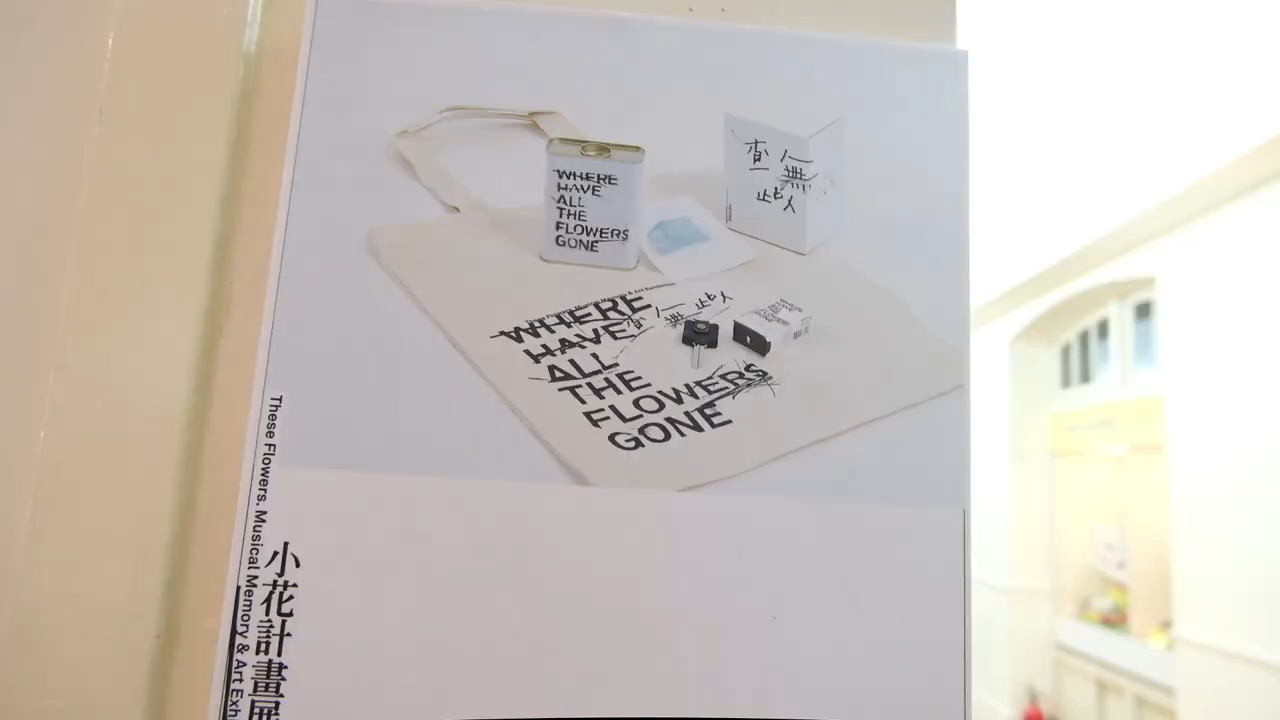 WHERE
HAVE
ALL
THE
FLOWERS
GONE
查無
此人
WHERE
HAVE
ALL
THE
FLOWERS
GONE
查無此人
These Flowers. Musical Memory & Art Exh
小花計畫展